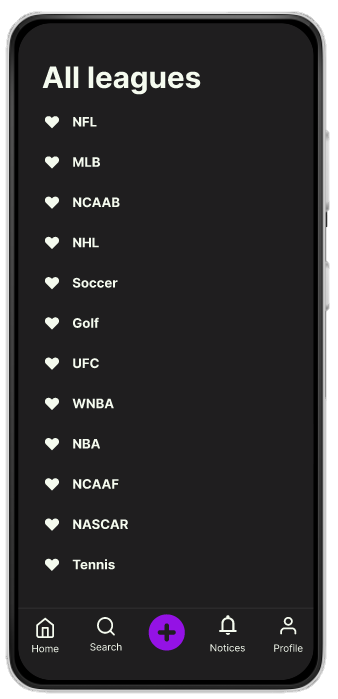 All leagues
NFL
MLB
NCAAB
NHL
Soccer
Golf
UFC
WNBA
NBA
NCAAF
NASCAR
Tennis
Home
Search
Notices
Profile